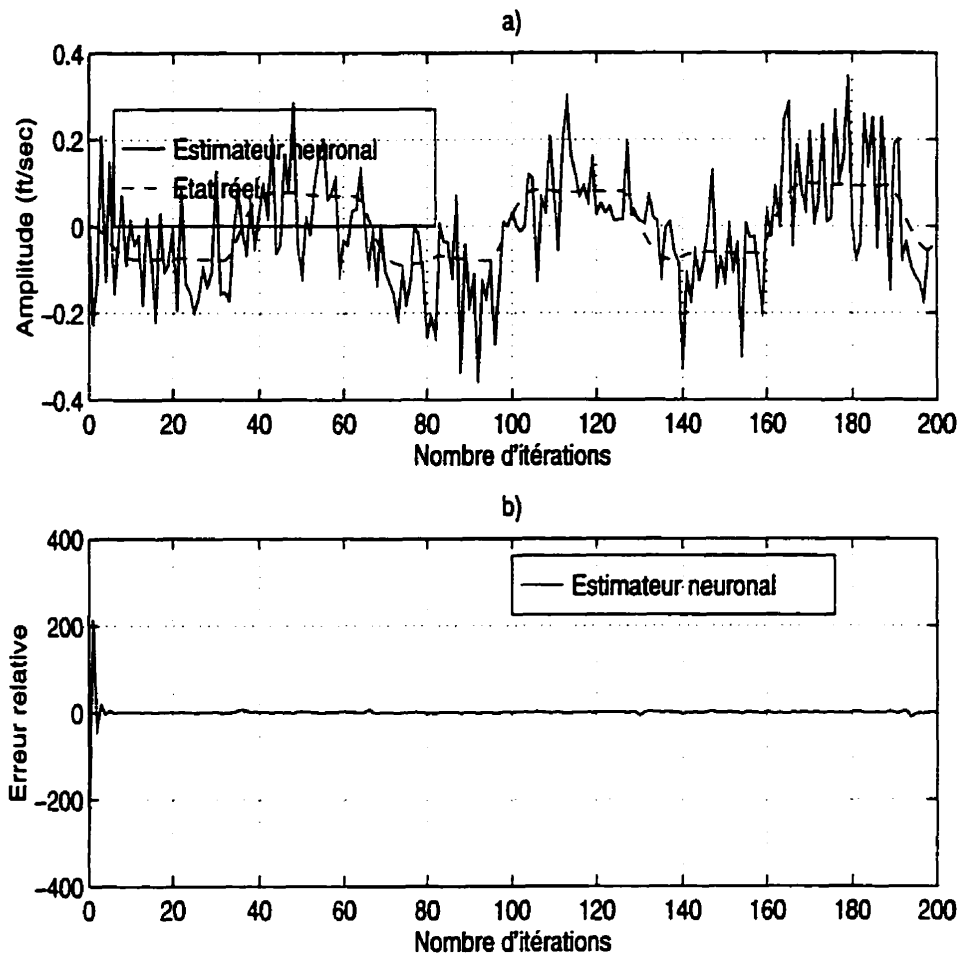 a)
0.4
0.2
0
−0.2
−0.4
Amplitude (ft/sec)
Estimateur neuronal
Etat réel
0 20 40 60 80 100 120 140 160 180 200
Nombre d'itérations
b)
400
200
0
−200
−400
Erreur relative
Estimateur neuronal
0 20 40 60 80 100 120 140 160 180 200
Nombre d'itérations